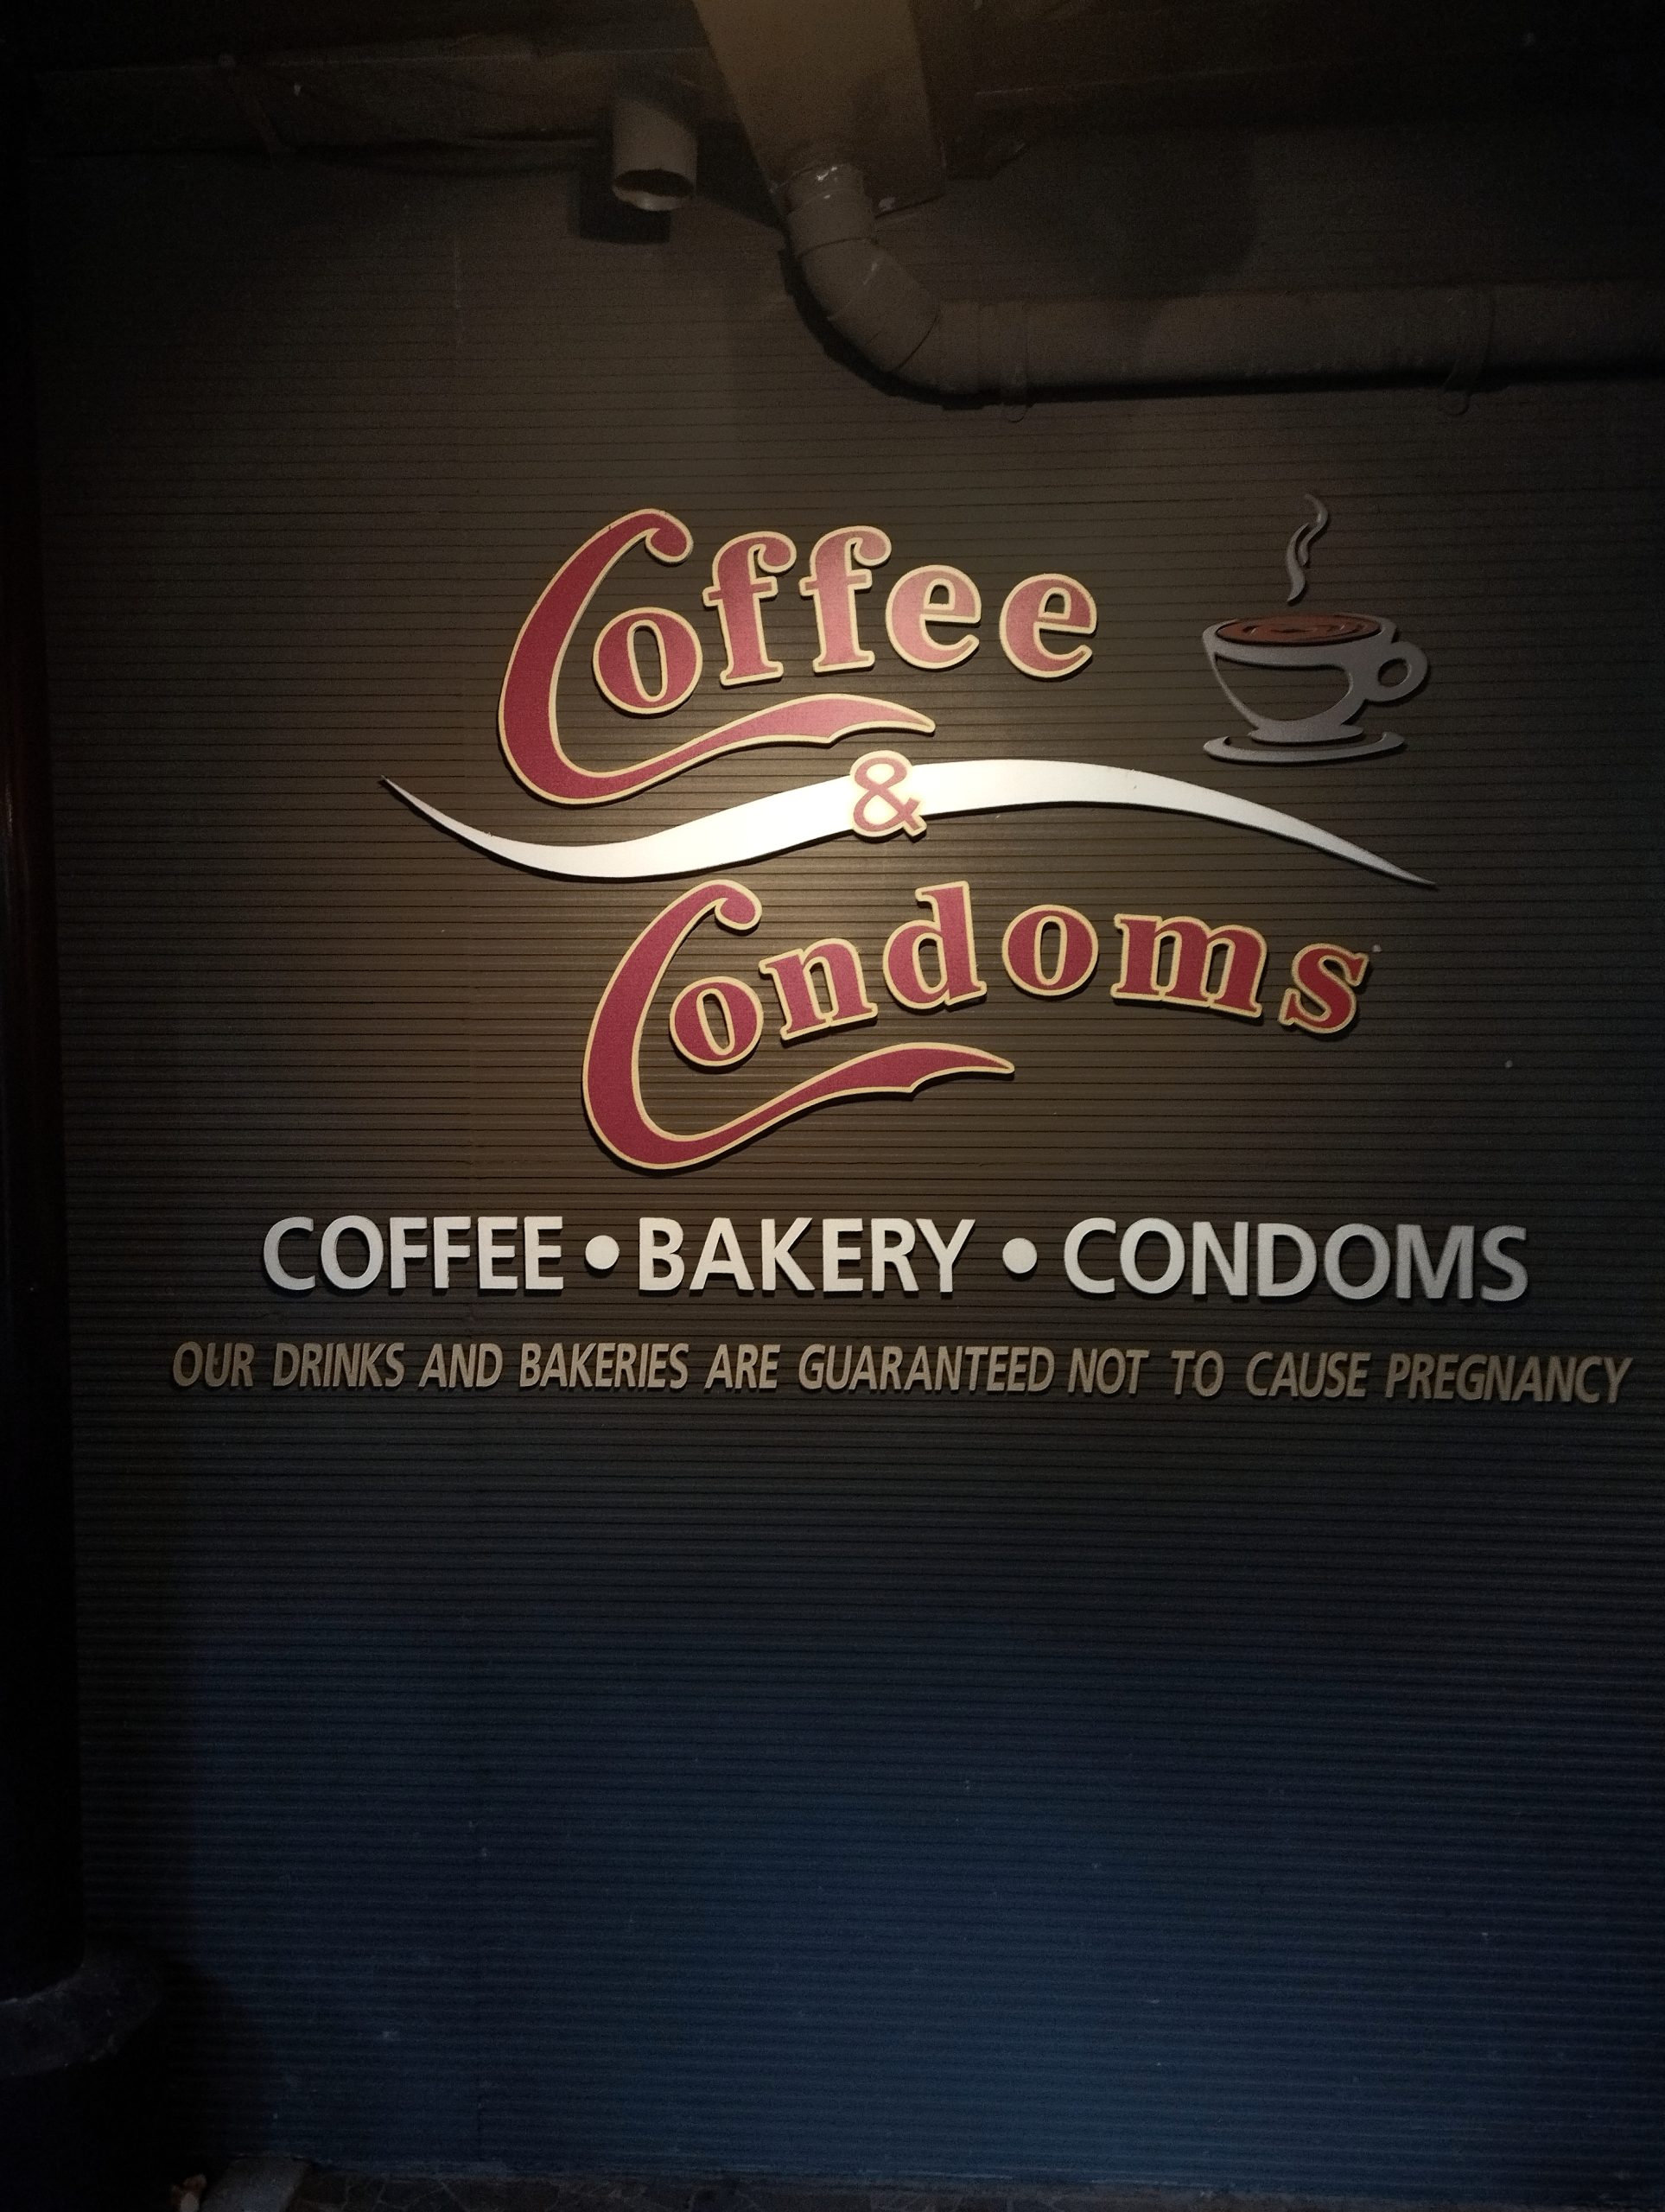 Coffee
&
Condoms
COFFEE • BAKERY • CONDOMS
OUR DRINKS AND BAKERIES ARE GUARANTEED NOT TO CAUSE PREGNANCY